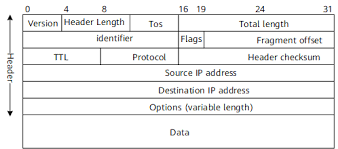 0 4 8 16 19 24 31
Version Header Length Tos Total length
identifier Flags Fragment offset
TTL Protocol Header checksum
Source IP address
Destination IP address
Options (variable length)
Data
Header